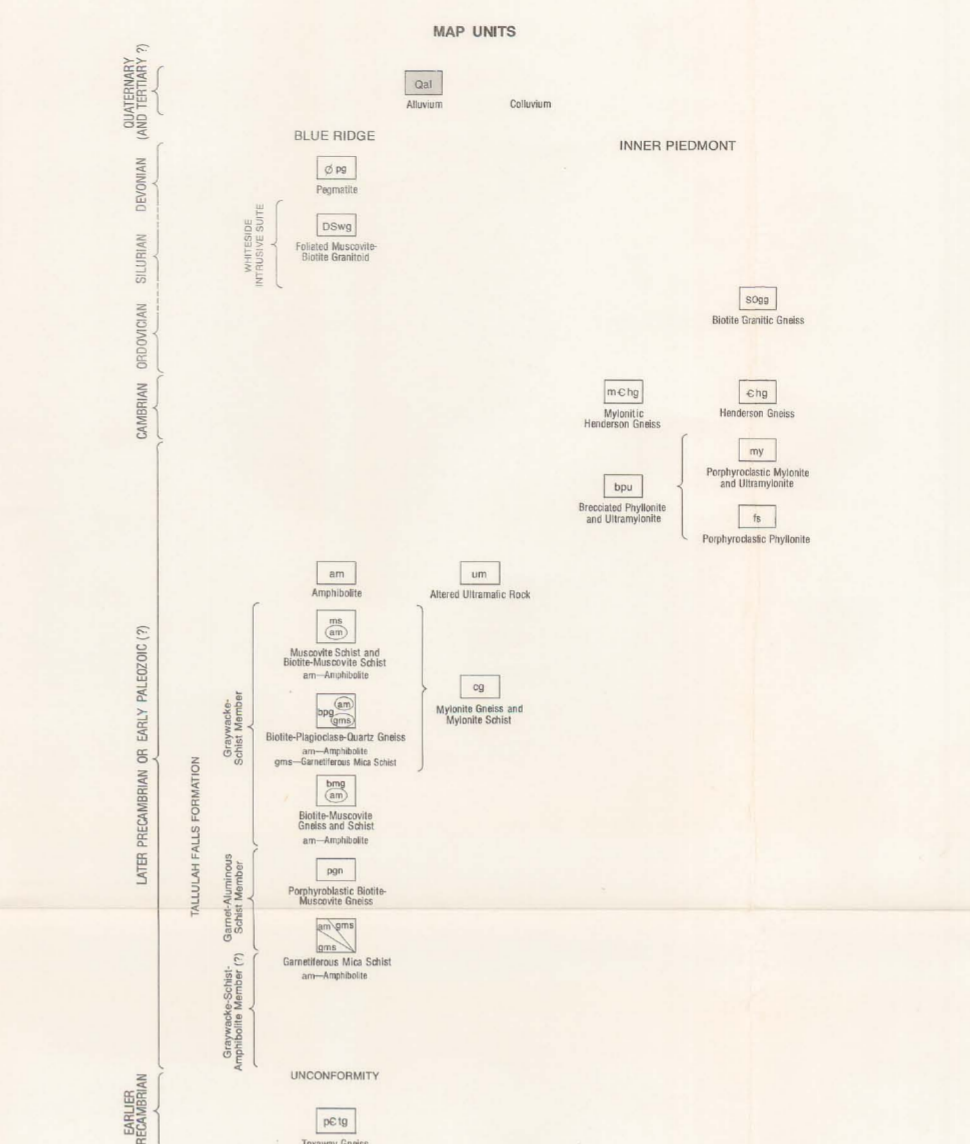 MAP UNITS
QUATERNARY
(AND TERTIARY ?)
Qal
Alluvium
Colluvium
BLUE RIDGE
INNER PIEDMONT
DEVONIAN
∅ pg
Pegmatite
WHITESIDE
INTRUSIVE SUITE
DSwg
Foliated Muscovite-
Biotite Granitoid
SILURIAN
SOgg
Biotite Granitic Gneiss
ORDOVICIAN
CAMBRIAN
m-Єhg
Mylonitic
Henderson Gneiss
Єhg
Henderson Gneiss
my
Porphyroclastic Mylonite
and Ultramylonite
bpu
Brecciated Phyllonite
and Ultramylonite
fs
Porphyroclastic Phyllonite
LATER PRECAMBRIAN OR EARLY PALEOZOIC (?)
am
Amphibolite
um
Altered Ultramafic Rock
TALLULAH FALLS FORMATION
Graywacke-
Schist Member
ms
am
Muscovite Schist and
Biotite-Muscovite Schist
am—Amphibolite
cg
Mylonite Gneiss and
Mylonite Schist
bpg
am
gms
Biotite-Plagioclase-Quartz Gneiss
am—Amphibolite
gms—Garnetiferous Mica Schist
bmg
am
Biotite-Muscovite
Gneiss and Schist
am—Amphibolite
Garnet-Aluminous
Schist Member
pgn
Porphyroblastic Biotite-
Muscovite Gneiss
am gms
gms
Garnetiferous Mica Schist
am—Amphibolite
Graywacke-Schist-
Amphibolite Member (?)
UNCONFORMITY
EARLIER
PRECAMBRIAN
pЄtg
Toxaway Gneiss